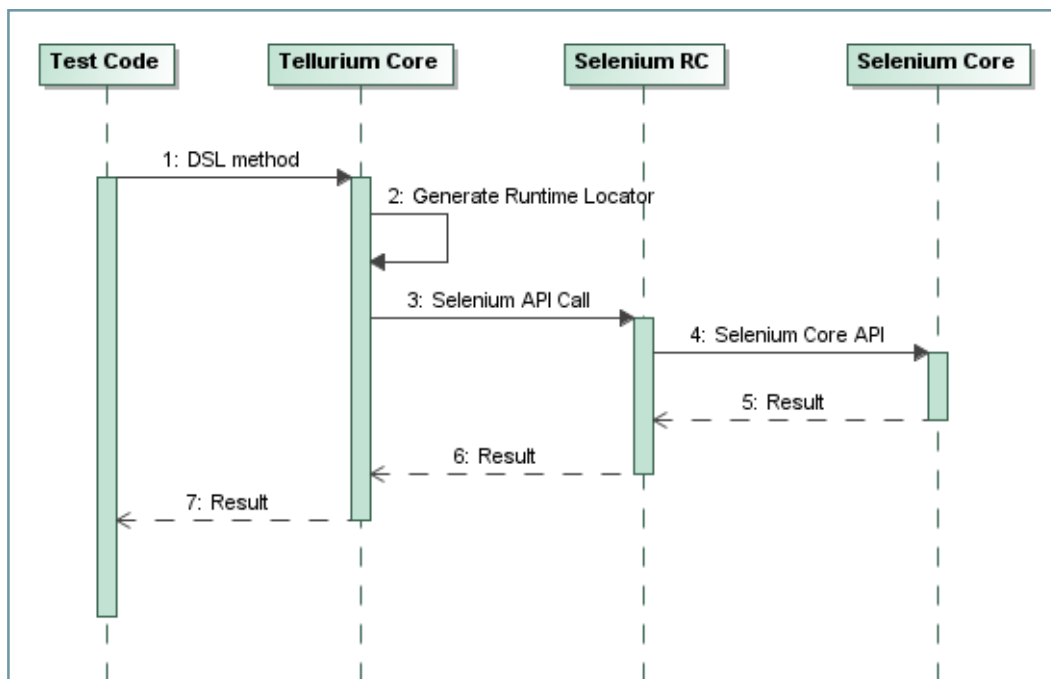 Test Code
Tellurium Core
Selenium RC
Selenium Core
1: DSL method
2: Generate Runtime Locator
3: Selenium API Call
4: Selenium Core API
5: Result
6: Result
7: Result